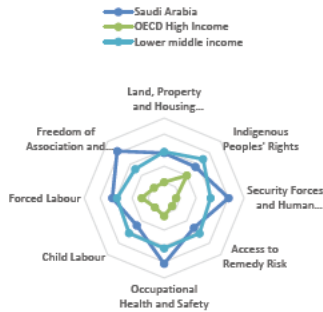 Saudi Arabia
OECD High Income
Lower middle income
Land, Property
and Housing...
Indigenous
Peoples' Rights
Security Forces
and Human...
Access to
Remedy Risk
Occupational
Health and Safety
Child Labour
Forced Labour
Freedom of
Association and...